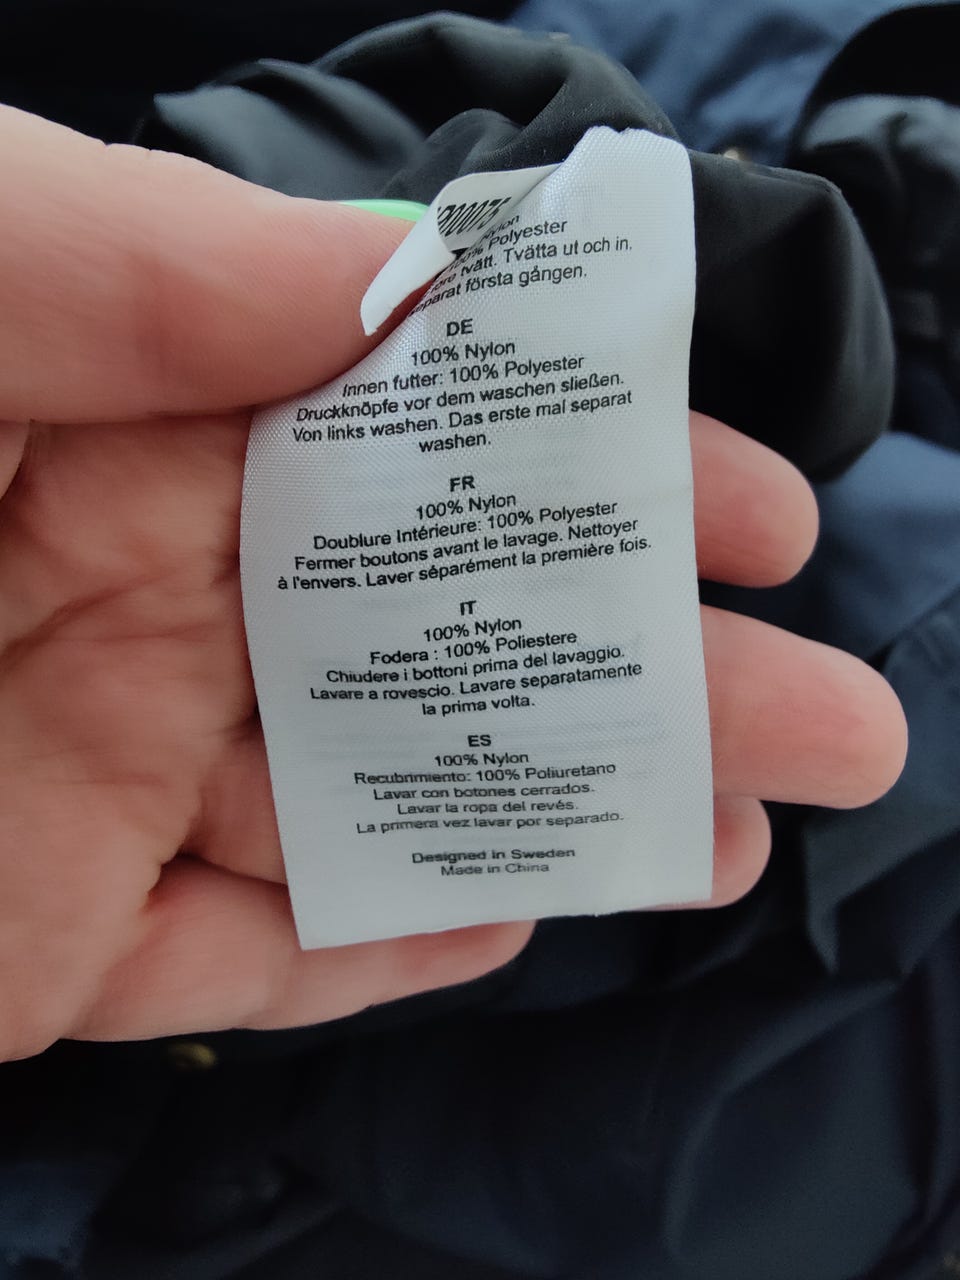 P00075
Polyester
tvätt. Tvätta ut och in.
separat första gången.
DE
100% Nylon
Innen futter: 100% Polyester
Druckknöpfe vor dem waschen sließen.
Von links washen. Das erste mal separat
washen.
FR
100% Nylon
Doublure Intérieure: 100% Polyester
Fermer boutons avant le lavage. Nettoyer
à l'envers. Laver séparément la première fois.
IT
100% Nylon
Fodera : 100% Poliestere
Chiudere i bottoni prima del lavaggio.
Lavare a rovescio. Lavare separatamente
la prima volta.
ES
100% Nylon
Recubrimiento: 100% Poliuretano
Lavar con botones cerrados.
Lavar la ropa del revés.
La primera vez lavar por separado.
Designed in Sweden
Made in China